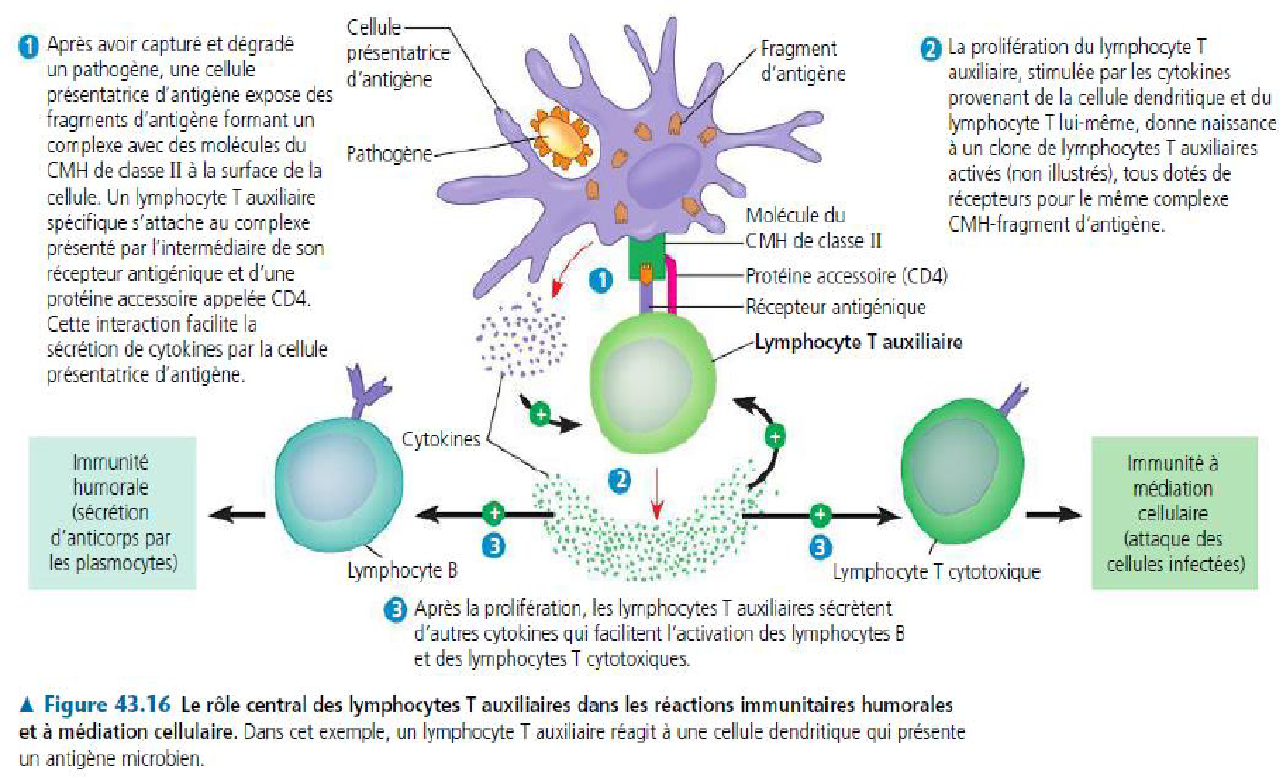 1 Après avoir capturé et dégradé
un pathogène, une cellule
présentatrice d'antigène expose des
fragments d'antigène formant un
complexe avec des molécules du
CMH de classe II à la surface de la
cellule. Un lymphocyte T auxiliaire
spécifique s'attache au complexe
présenté par l'intermédiaire de son
récepteur antigénique et d'une
protéine accessoire appelée CD4.
Cette interaction facilite la
sécrétion de cytokines par la cellule
présentatrice d'antigène.
Cellule
présentatrice
d'antigène
Pathogène
Fragment
d'antigène
2 La prolifération du lymphocyte T
auxiliaire, stimulée par les cytokines
provenant de la cellule dendritique et du
lymphocyte T lui-même, donne naissance
à un clone de lymphocytes T auxiliaires
activés (non illustrés), tous dotés de
récepteurs pour le même complexe
CMH-fragment d'antigène.
Molécule du
CMH de classe II
1
Protéine accessoire (CD4)
Récepteur antigénique
Lymphocyte T auxiliaire
+
+
Cytokines
2
Immunité
humorale
(sécrétion
d'anticorps par
les plasmocytes)
+
3
+
3
Immunité à
médiation
cellulaire
(attaque des
cellules infectées)
Lymphocyte B
Lymphocyte T cytotoxique
3 Après la prolifération, les lymphocytes T auxiliaires sécrètent
d'autres cytokines qui facilitent l'activation des lymphocytes B
et des lymphocytes T cytotoxiques.
▲ Figure 43.16 Le rôle central des lymphocytes T auxiliaires dans les réactions immunitaires humorales
et à médiation cellulaire. Dans cet exemple, un lymphocyte T auxiliaire réagit à une cellule dendritique qui présente
un antigène microbien.